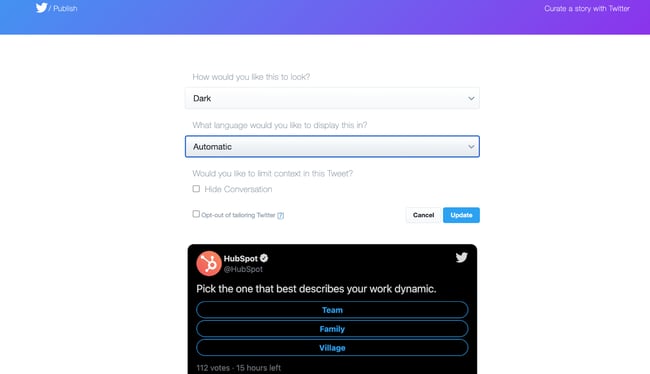 / Publish
Curate a story with Twitter
How would you like this to look?
Dark
What language would you like to display this in?
Automatic
Would you like to limit context in this Tweet?
Hide Conversation
Opt-out of tailoring Twitter [?]
Cancel
Update
HubSpot
@HubSpot
Pick the one that best describes your work dynamic.
Team
Family
Village
112 votes · 15 hours left